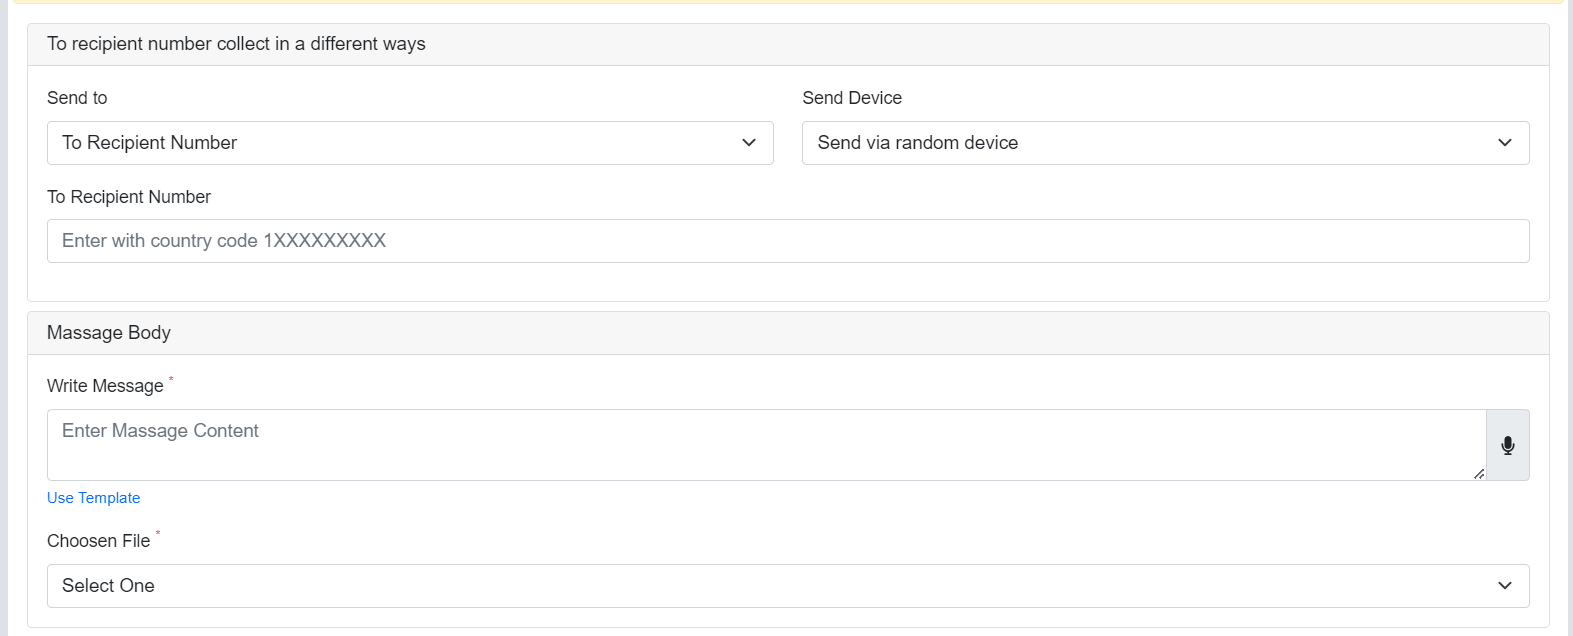 To recipient number collect in a different ways
Send to
Send Device
To Recipient Number
Send via random device
To Recipient Number
Enter with country code 1XXXXXXXXX
Massage Body
Write Message *
Enter Massage Content
Use Template
Choosen File *
Select One